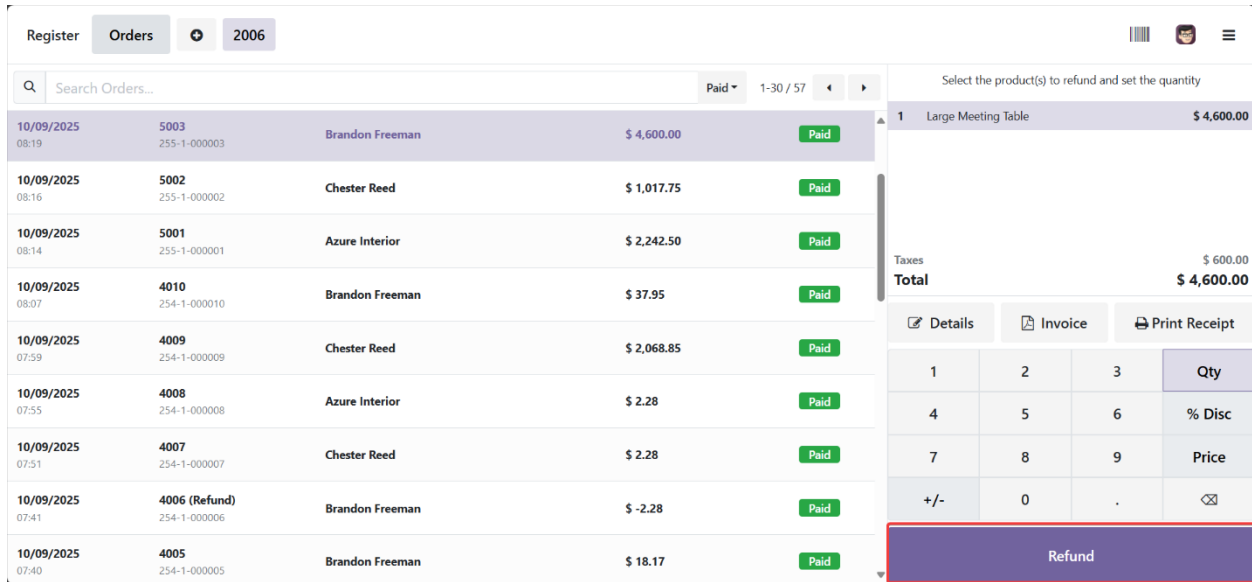 Register Orders 2006
Search Orders... Paid 1-30 / 57
Select the product(s) to refund and set the quantity
10/09/2025 5003 Brandon Freeman $ 4,600.00 Paid
08:19 255-1-000003
1 Large Meeting Table $ 4,600.00
10/09/2025 5002 Chester Reed $ 1,017.75 Paid
08:16 255-1-000002
10/09/2025 5001 Azure Interior $ 2,242.50 Paid
08:14 255-1-000001
10/09/2025 4010 Brandon Freeman $ 37.95 Paid
08:07 254-1-000010
10/09/2025 4009 Chester Reed $ 2,068.85 Paid
07:59 254-1-000009
10/09/2025 4008 Azure Interior $ 2.28 Paid
07:55 254-1-000008
10/09/2025 4007 Chester Reed $ 2.28 Paid
07:51 254-1-000007
10/09/2025 4006 (Refund) Brandon Freeman $ -2.28 Paid
07:41 254-1-000006
10/09/2025 4005 Brandon Freeman $ 18.17 Paid
07:40 254-1-000005
Taxes $ 600.00
Total $ 4,600.00
Details Invoice Print Receipt
1 2 3 Qty
4 5 6 % Disc
7 8 9 Price
+/- 0 .
Refund